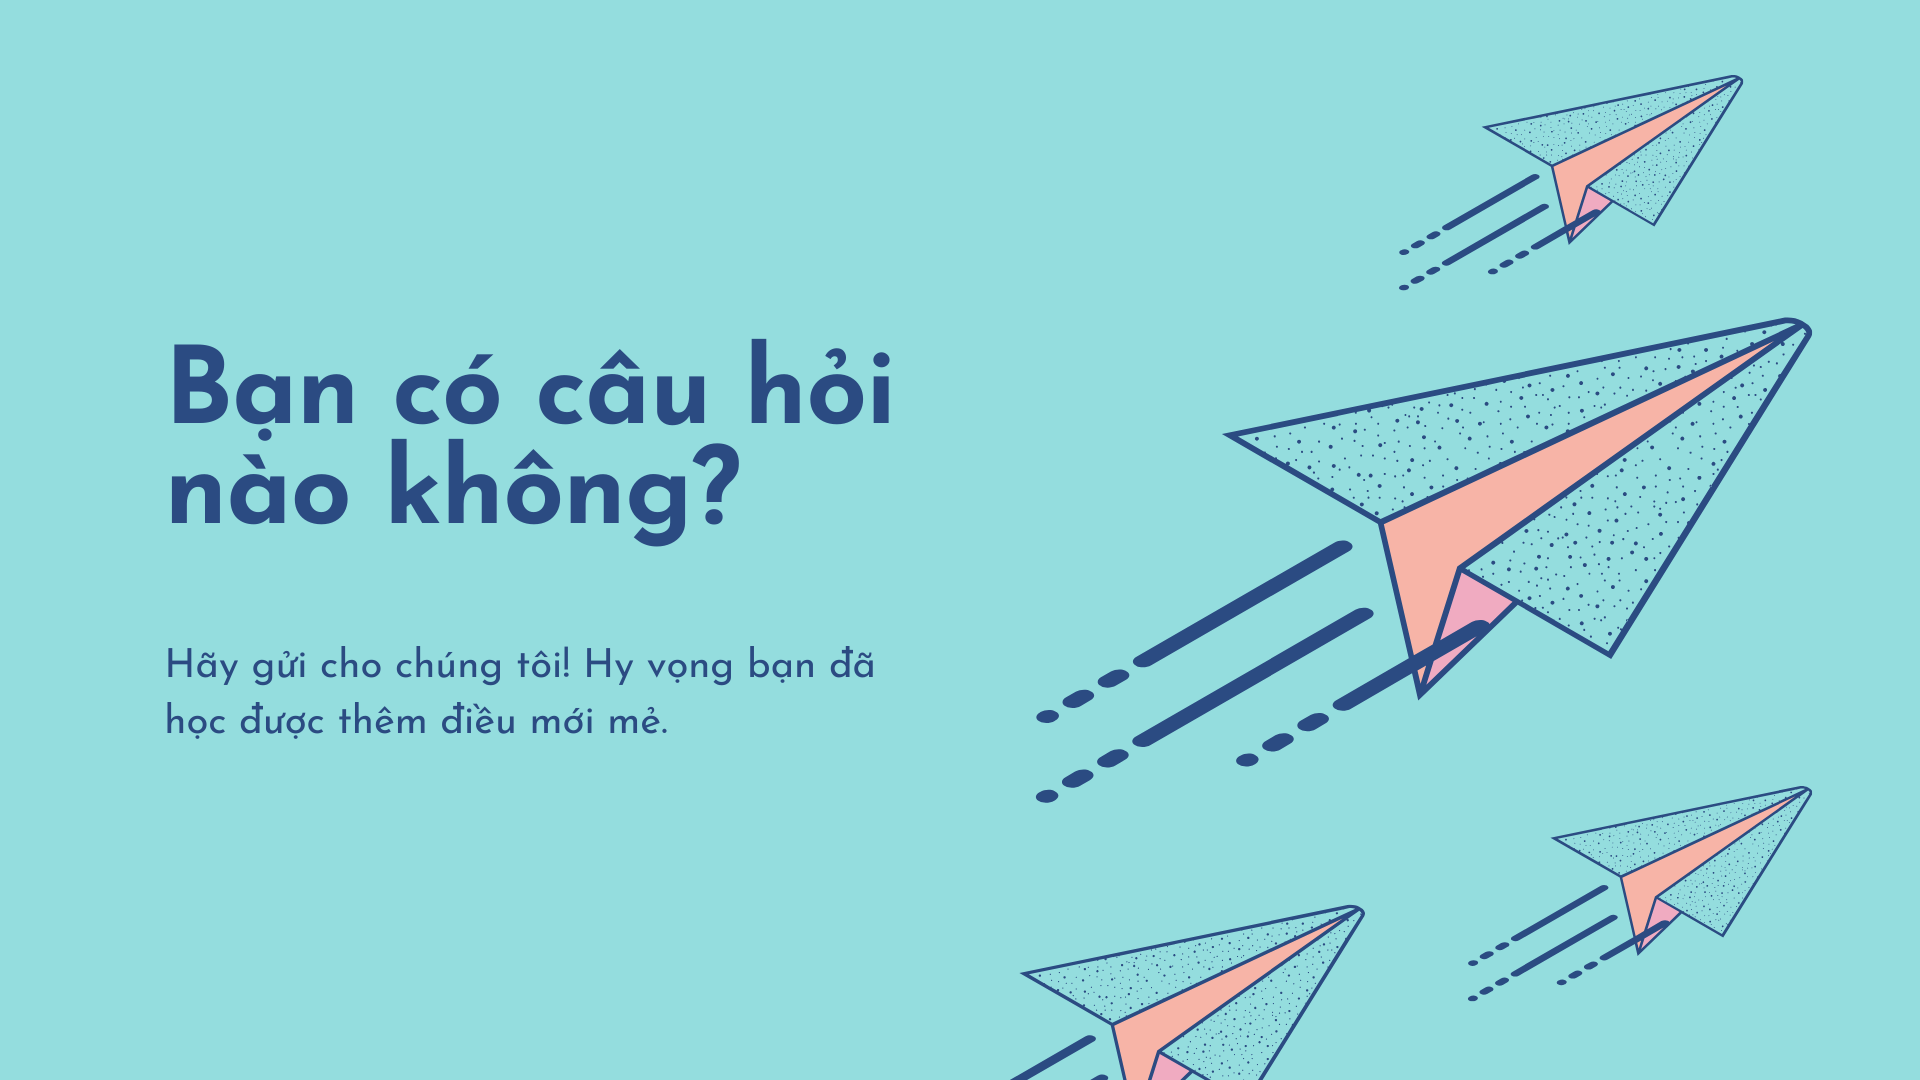 Bạn có câu hỏi
nào không?
Hãy gửi cho chúng tôi! Hy vọng bạn đã
học được thêm điều mới mẻ.